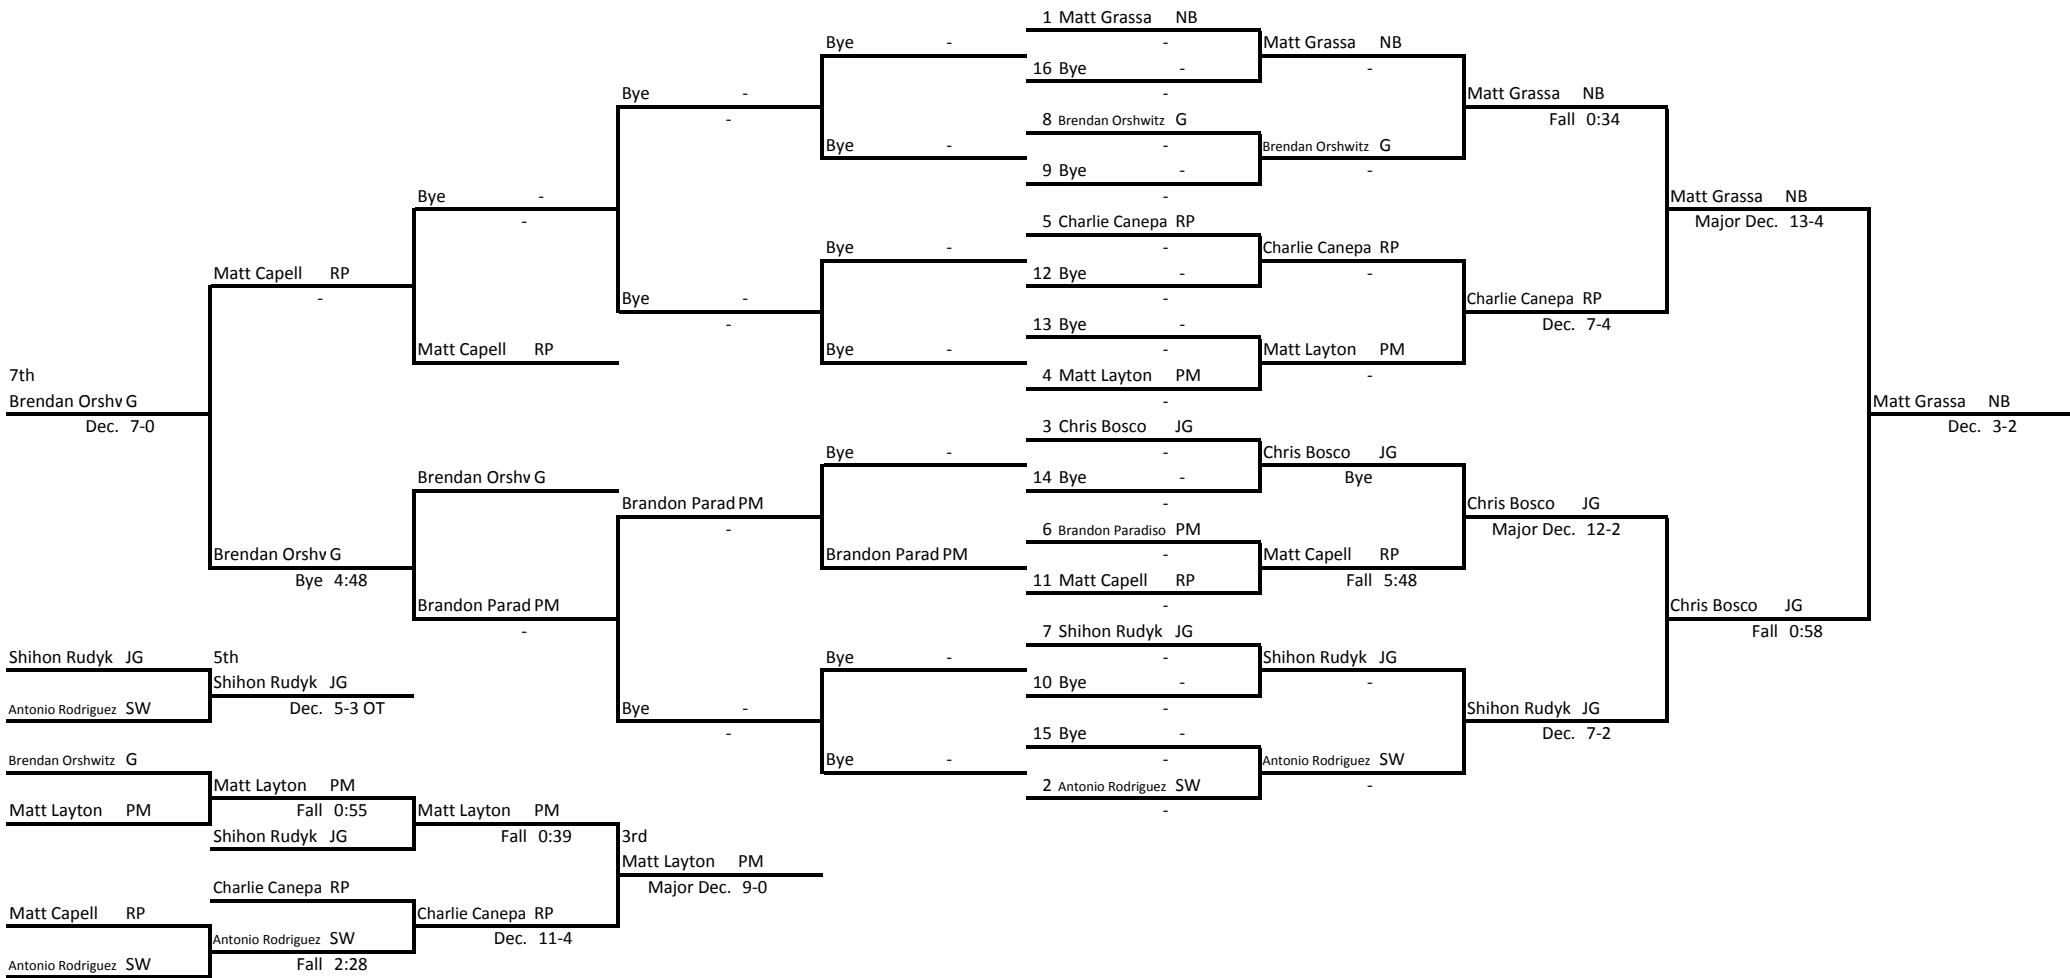 1 Matt Grassa NB
Bye - - Matt Grassa NB
16 Bye - -
Bye - - Matt Grassa NB
- 8 Brendan Orshwitz G Fall 0:34
Bye - - Brendan Orshwitz G
9 Bye - -
Bye - - Matt Grassa NB
- 5 Charlie Canepa RP Major Dec. 13-4
Bye - - Charlie Canepa RP
Matt Capell RP 12 Bye - -
- Bye - - Charlie Canepa RP
- 13 Bye - Dec. 7-4
Matt Capell RP Bye - - Matt Layton PM
7th 4 Matt Layton PM -
Brendan Orshv G - Matt Grassa NB
Dec. 7-0 3 Chris Bosco JG Dec. 3-2
Bye - - Chris Bosco JG
Brendan Orshv G 14 Bye - Bye
Brandon Parad PM - Chris Bosco JG
- 6 Brandon Paradiso PM Major Dec. 12-2
Brendan Orshv G Brandon Parad PM - Matt Capell RP
Bye 4:48 11 Matt Capell RP Fall 5:48
Brandon Parad PM - Chris Bosco JG
- 7 Shihon Rudyk JG Fall 0:58
Shihon Rudyk JG 5th Bye - - Shihon Rudyk JG
Shihon Rudyk JG 10 Bye - -
Antonio Rodriguez SW Dec. 5-3 OT Bye - - Shihon Rudyk JG
- 15 Bye - Dec. 7-2
Brendan Orshwitz G Bye - - Antonio Rodriguez SW
Matt Layton PM 2 Antonio Rodriguez SW -
Matt Layton PM Fall 0:55 Matt Layton PM -
Shihon Rudyk JG Fall 0:39 3rd
Matt Layton PM
Charlie Canepa RP Major Dec. 9-0
Matt Capell RP Charlie Canepa RP
Antonio Rodriguez SW Dec. 11-4
Antonio Rodriguez SW Fall 2:28